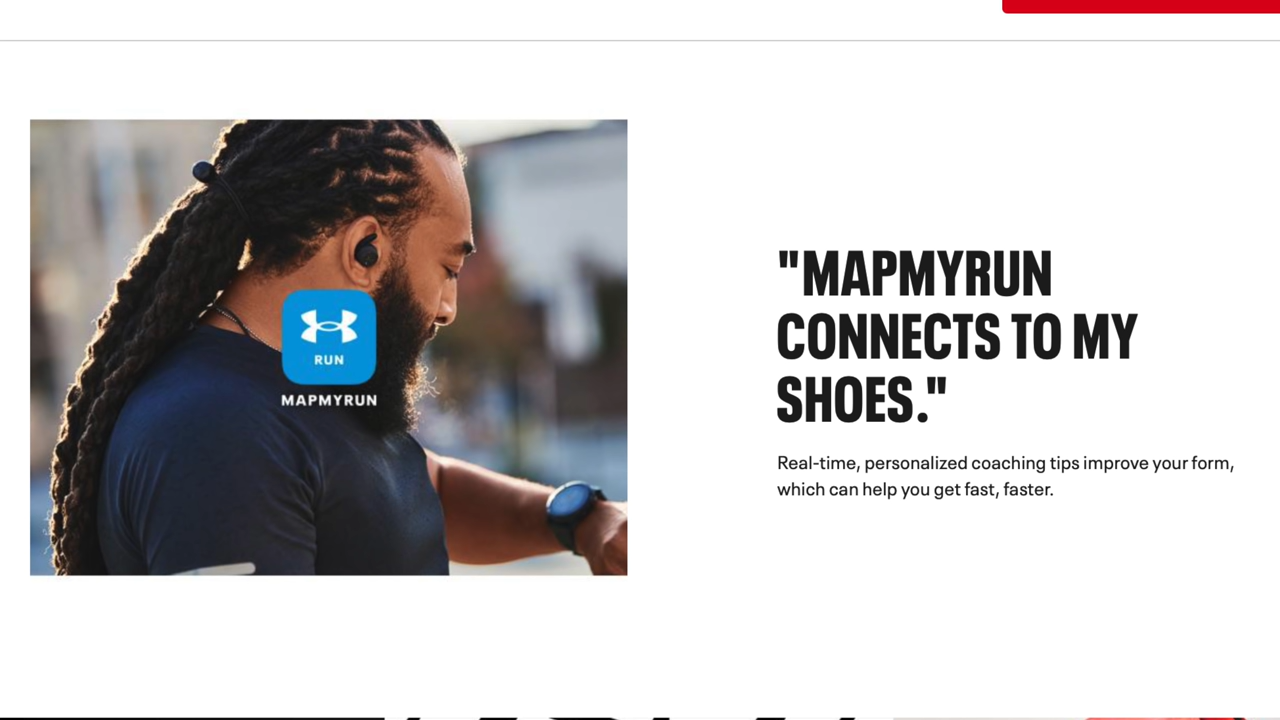 RUN
MAPMYRUN
"MAPMYRUN
CONNECTS TO MY
SHOES."
Real-time, personalized coaching tips improve your form,
which can help you get fast, faster.